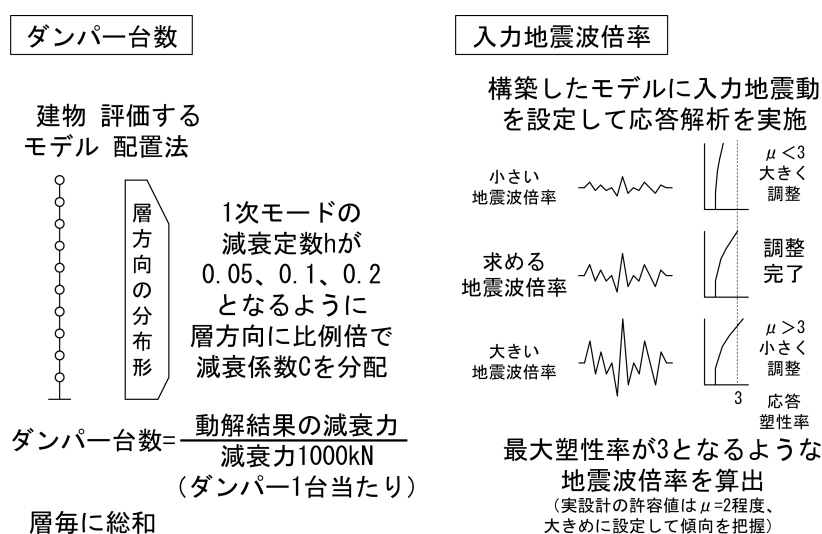 ダンパー台数
建物 評価する
モデル 配置法
層方向の分布形
1次モードの
減衰定数hが
0.05、0.1、0.2
となるように
層方向に比例倍で
減衰係数Cを分配
ダンパー台数=動解結果の減衰力
減衰力1000kN
(ダンパー1台当たり)
層毎に総和
入力地震波倍率
構築したモデルに入力地震動
を設定して応答解析を実施
小さい
地震波倍率
μ<3
大きく
調整
求める
地震波倍率
調整
完了
大きい
地震波倍率
μ>3
小さく
調整
3
応答
塑性率
最大塑性率が3となるような
地震波倍率を算出
(実設計の許容値はμ=2程度、
大きめに設定して傾向を把握)